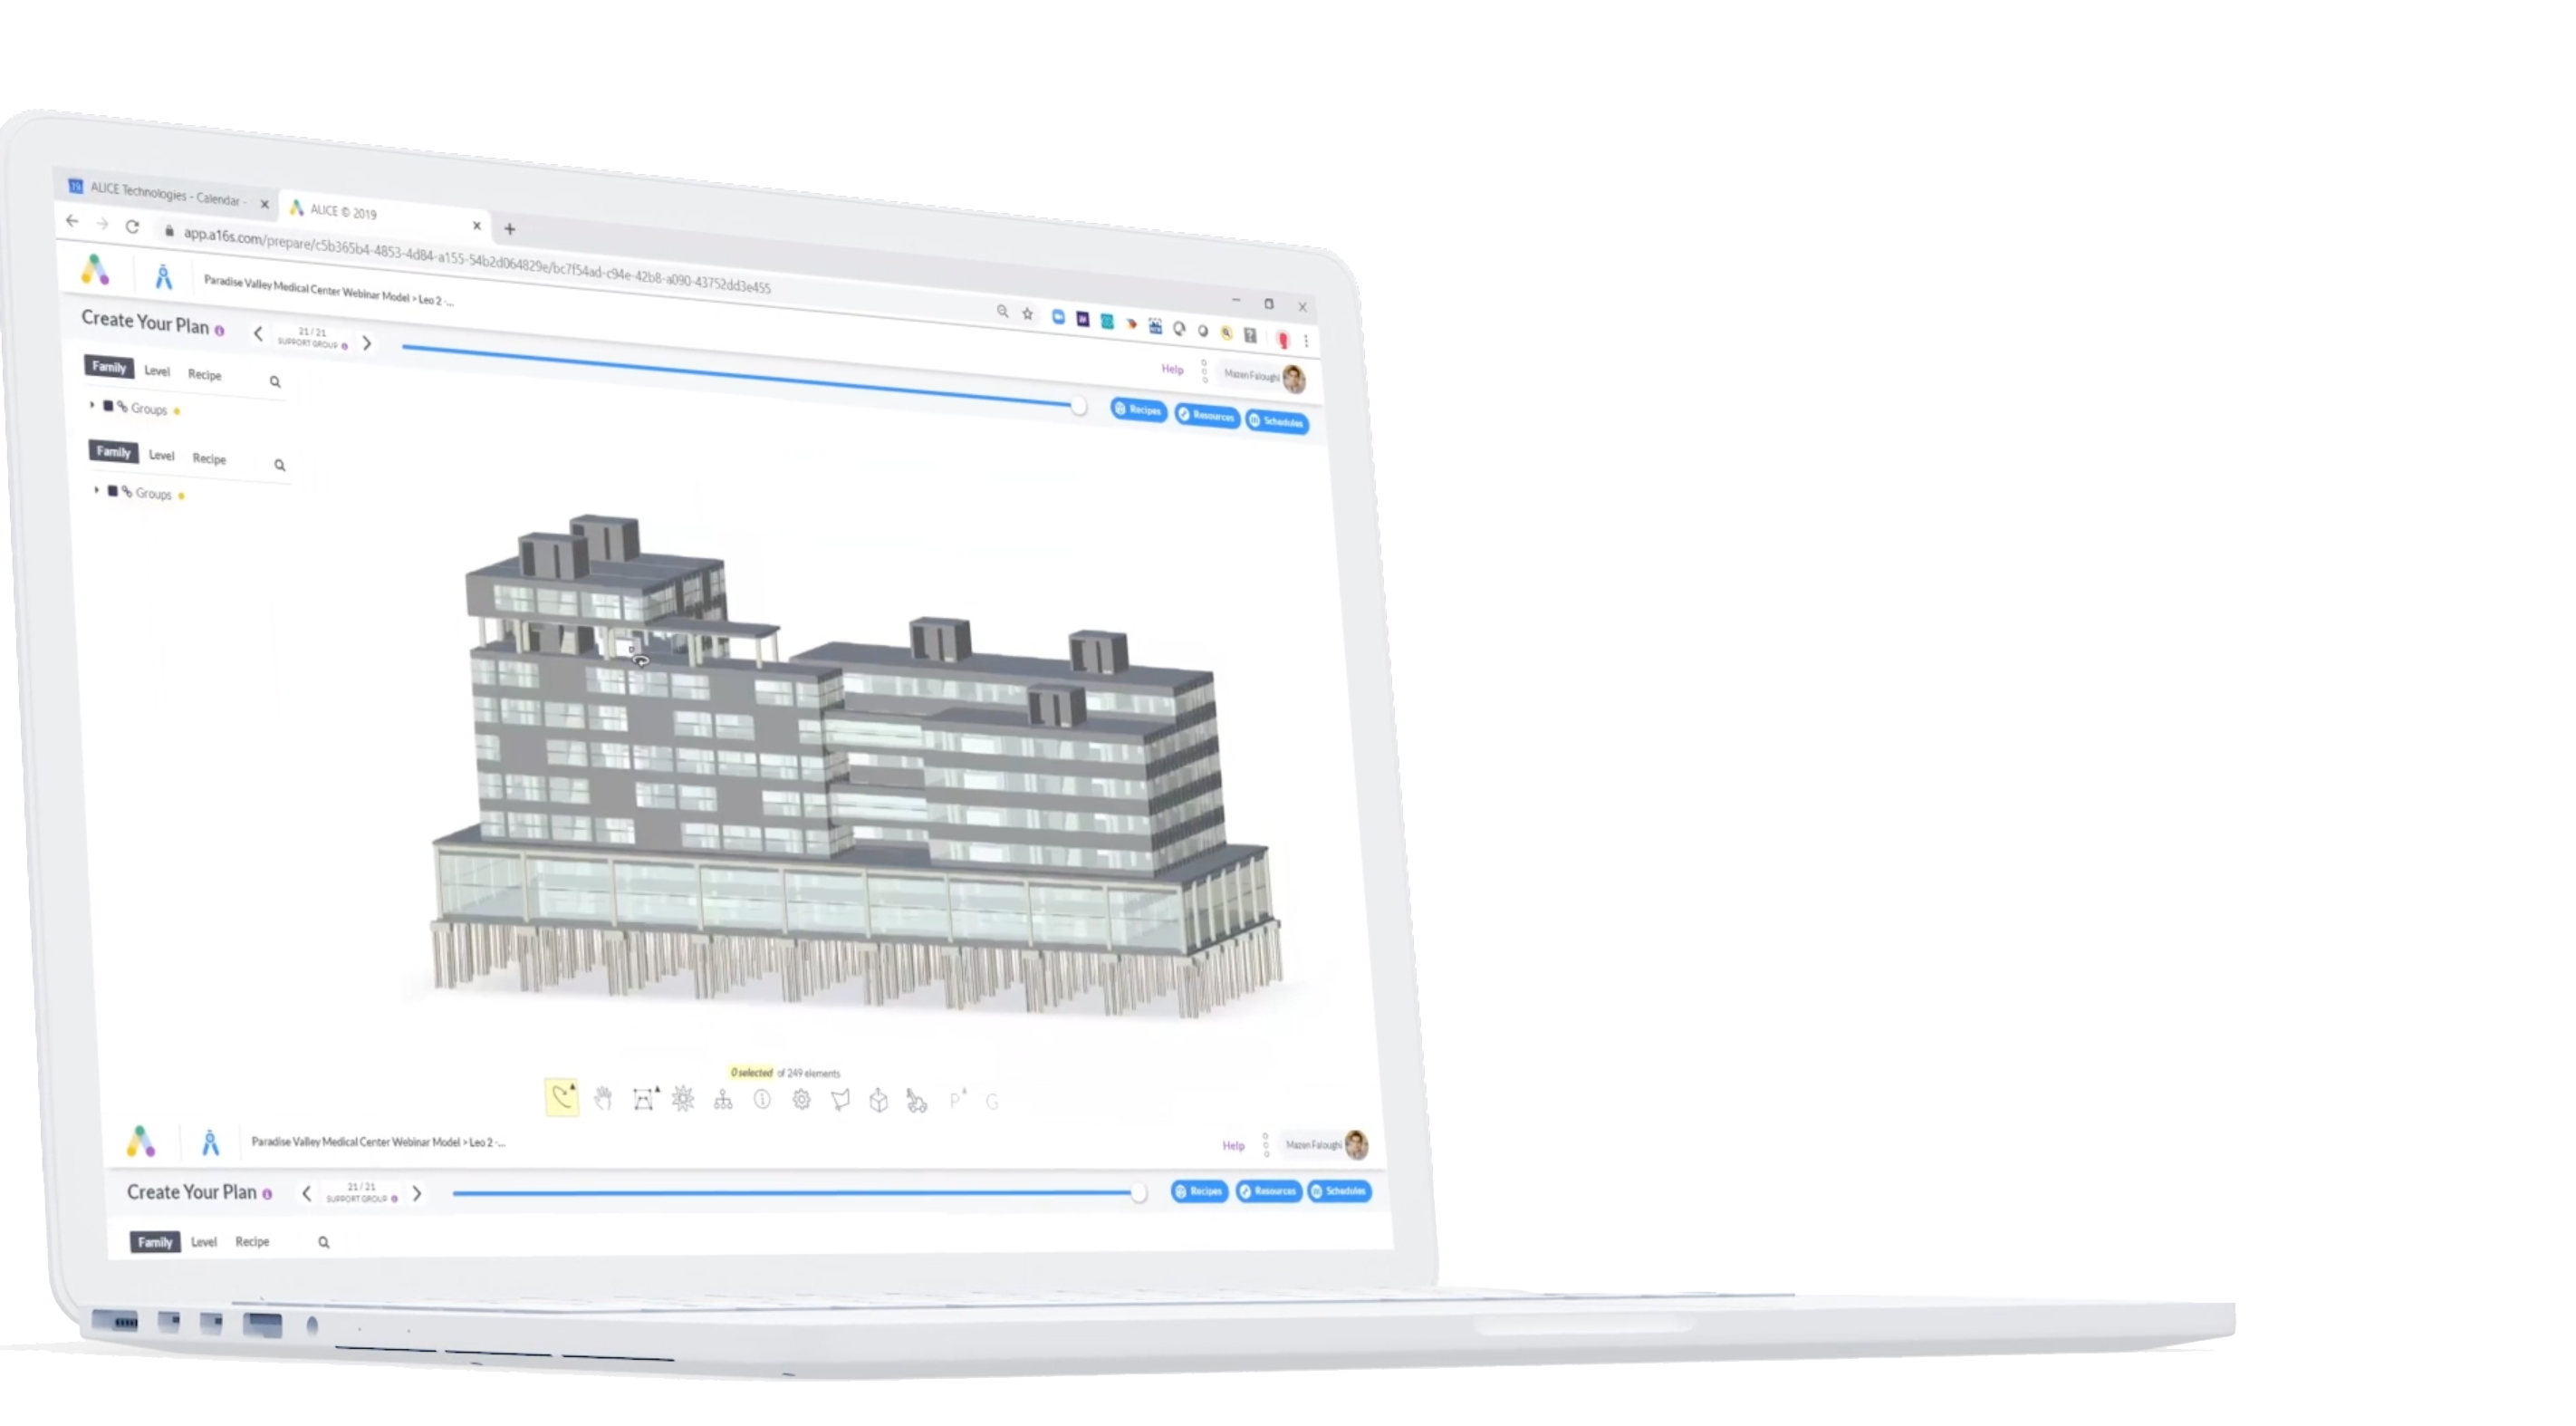 ALICE Technologies - Calendar -
ALICE © 2019
app.a16s.com/prepare/c5b365b4-4853-4d84-a155-54b2d064829e/bc7f54ad-c94e-42b8-a090-43752dd3e455
Paradise Valley Medical Center Webinar Model > Leo 2 -...
Help
Mazen Faloughi
Create Your Plan
21 / 21
SUPPORT GROUP
Recipes
Resources
Schedules
Family Level Recipe
Groups
Family Level Recipe
Groups
0 selected of 249 elements
P
G
Paradise Valley Medical Center Webinar Model > Leo 2 -...
Help
Mazen Faloughi
Create Your Plan
21 / 21
SUPPORT GROUP
Recipes
Resources
Schedules
Family Level Recipe